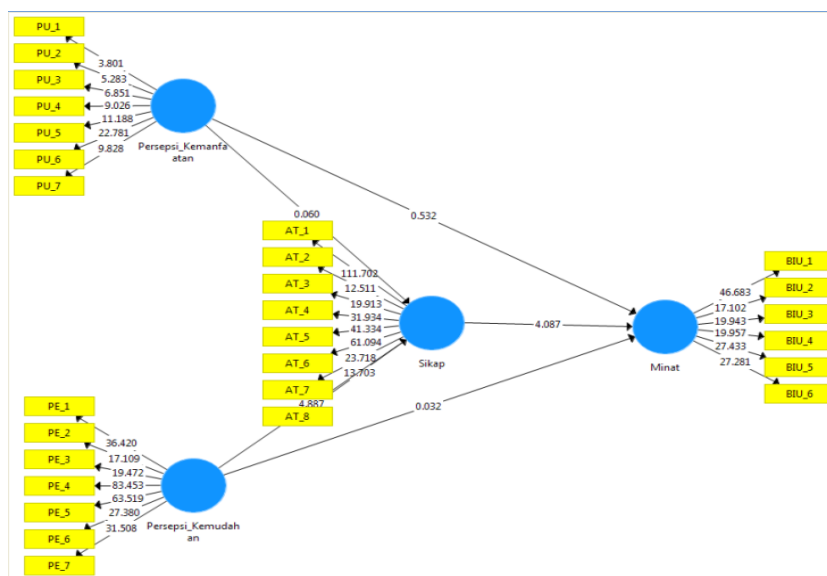 PU_1
PU_2
PU_3
PU_4
PU_5
PU_6
PU_7
3.801
5.283
6.851
9.026
11.188
22.781
9.828
Persepsi_Kemanfa
atan
0.060
0.532
AT_1
AT_2
AT_3
AT_4
AT_5
AT_6
AT_7
AT_8
111.702
12.511
19.913
31.934
41.334
61.094
23.718
13.703
4.887
Sikap
4.087
Minat
BIU_1
BIU_2
BIU_3
BIU_4
BIU_5
BIU_6
46.683
17.102
19.943
19.957
27.433
27.281
0.032
PE_1
PE_2
PE_3
PE_4
PE_5
PE_6
PE_7
36.420
17.109
19.472
83.453
63.519
27.380
31.508
Persepsi_Kemudah
an